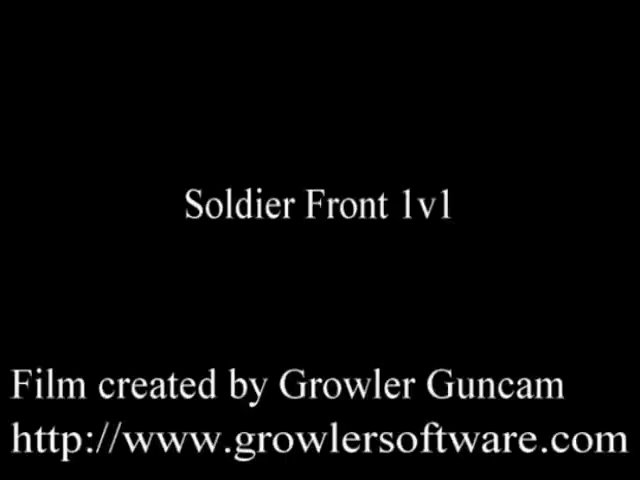 Soldier Front 1v1
Film created by Growler Guncam
http://www.growlersoftware.com